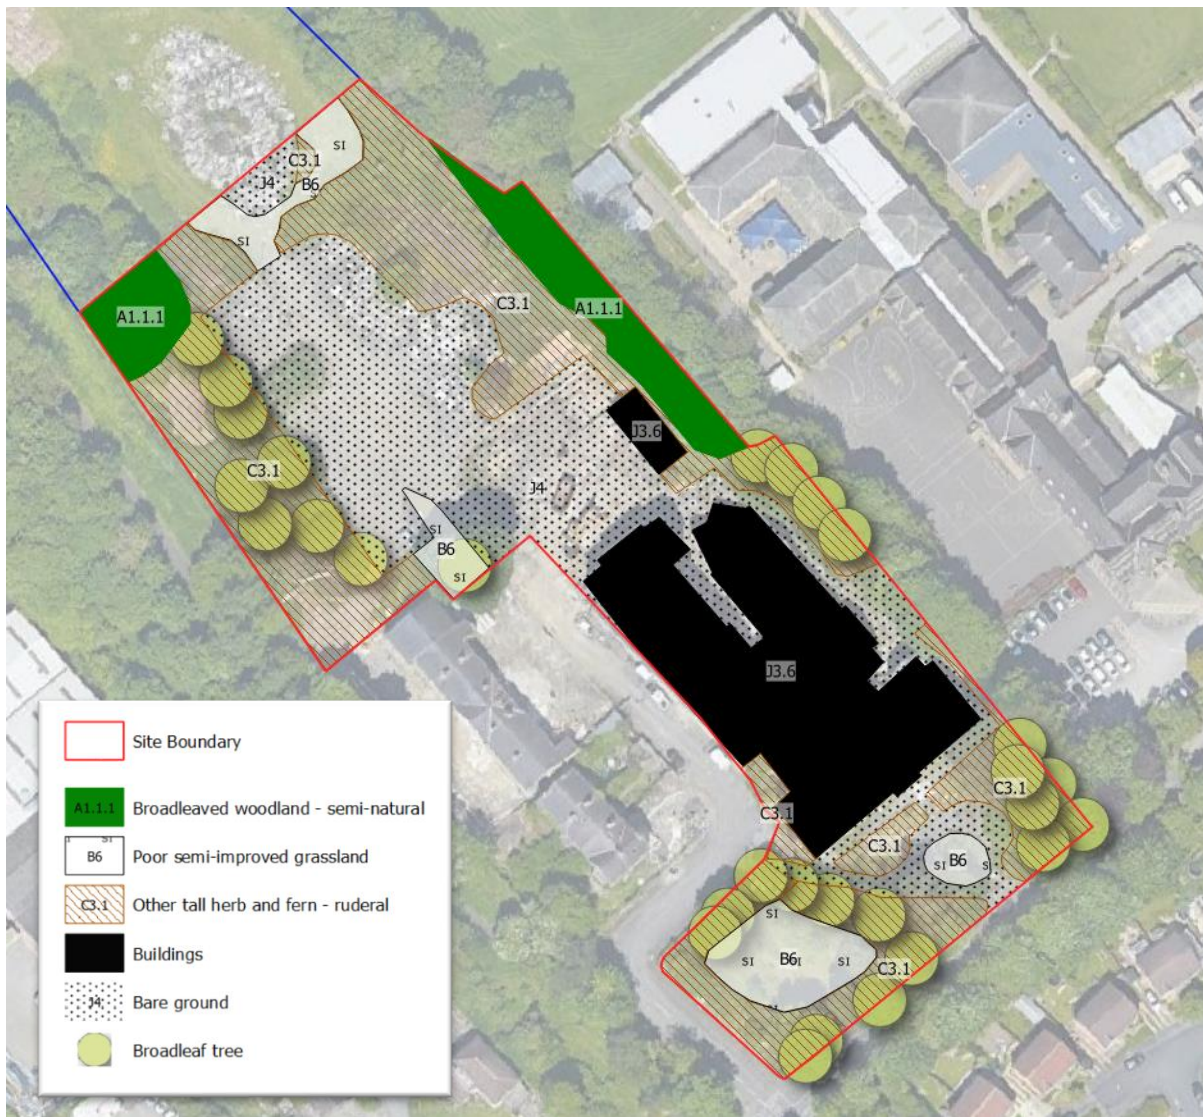 SI
C3.1
J4
B6
SI
A1.1.1
C3.1
A1.1.1
J3.6
C3.1
J4
SI
B6
SI
J3.6
C3.1
C3.1
C3.1
B6
SI
S
SI
B6
SI
SI
SI
C3.1
Site Boundary
A1.1.1 Broadleaved woodland - semi-natural
SI
B6 Poor semi-improved grassland
C3.1 Other tall herb and fern - ruderal
Buildings
J4 Bare ground
Broadleaf tree